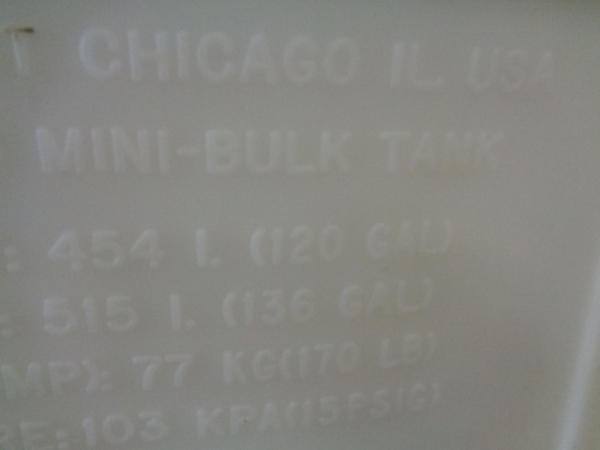 T CHICAGO IL USA
MINI-BULK TANK
: 454 L (120 GAL)
: 515 L (136 GAL)
MP): 77 KG(170 LB)
RE: 103 KPA(15PSIG)